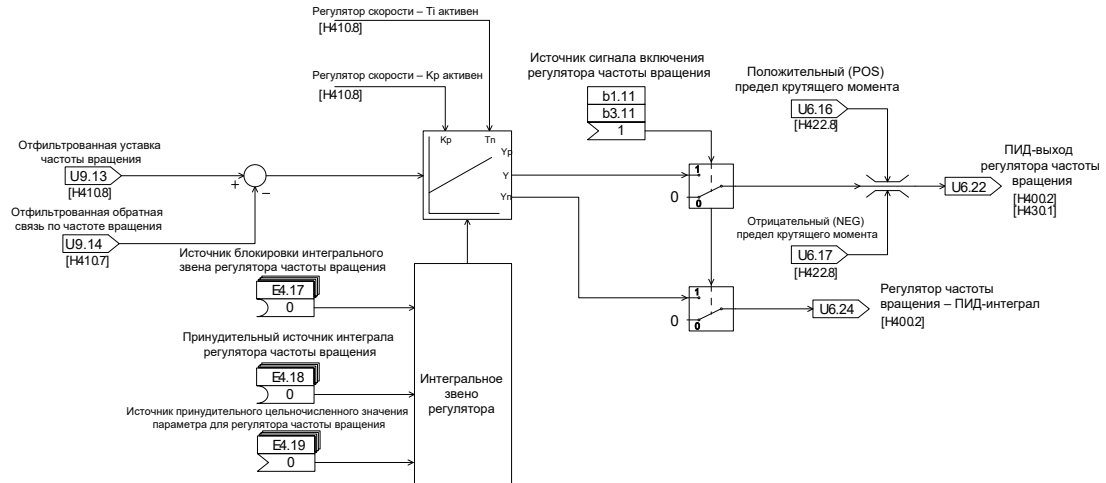 Регулятор скорости – Ti активен
[H410.8]
Регулятор скорости – Kp активен
[H410.8]
Источник сигнала включения
регулятора частоты вращения
b1.11
b3.11
1
Положительный (POS)
предел крутящего момента
U6.16
[H422.8]
Kp
Tn
Yp
Y
Yn
Отфильтрованная уставка
частоты вращения
U9.13
[H410.8]
+
−
Отфильтрованная обратная
связь по частоте вращения
U9.14
[H410.7]
1
0
0
ПИД-выход
регулятора частоты
вращения
U6.22
[H400.2]
[H430.1]
Отрицательный (NEG)
предел крутящего момента
U6.17
[H422.8]
Источник блокировки интегрального
звена регулятора частоты вращения
E4.17
0
1
0
0
Регулятор частоты
вращения – ПИД-интеграл
U6.24
[H400.2]
Принудительный источник интеграла
регулятора частоты вращения
E4.18
0
Интегральное
звено
регулятора
Источник принудительного цельночисленного значения
параметра для регулятора частоты вращения
E4.19
0